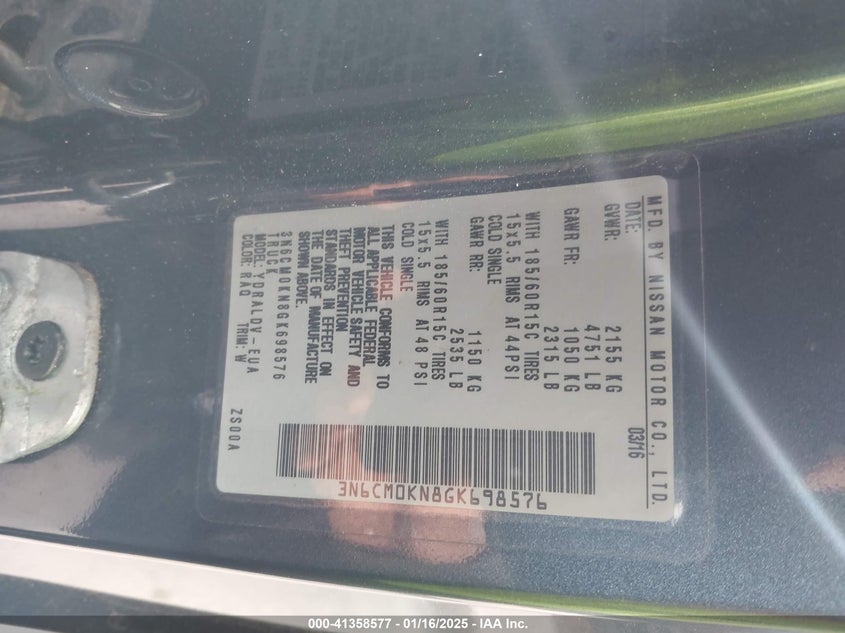 MFD. BY NISSAN MOTOR CO., LTD.
DATE: 03/16
GVWR: 2155 KG
4751 LB
GAWR FR: 1050 KG
2315 LB
WITH 185/60R15C TIRES
15x5.5 RIMS AT 44PSI
COLD SINGLE
GAWR RR: 1150 KG
2535 LB
WITH 185/60R15C TIRES
15x5.5 RIMS AT 48 PSI
COLD SINGLE
THIS VEHICLE CONFORMS TO
ALL APPLICABLE FEDERAL
MOTOR VEHICLE SAFETY AND
THEFT PREVENTION
STANDARDS IN EFFECT ON
THE DATE OF MANUFACTURE
SHOWN ABOVE.
3N6CM0KN8GK698576
TRUCK
MODEL: YDRALDV-EUA
COLOR: RAQ TRIM: W
ZS00A
3N6CM0KN8GK698576
000-41358577 - 01/16/2025 - IAA Inc.